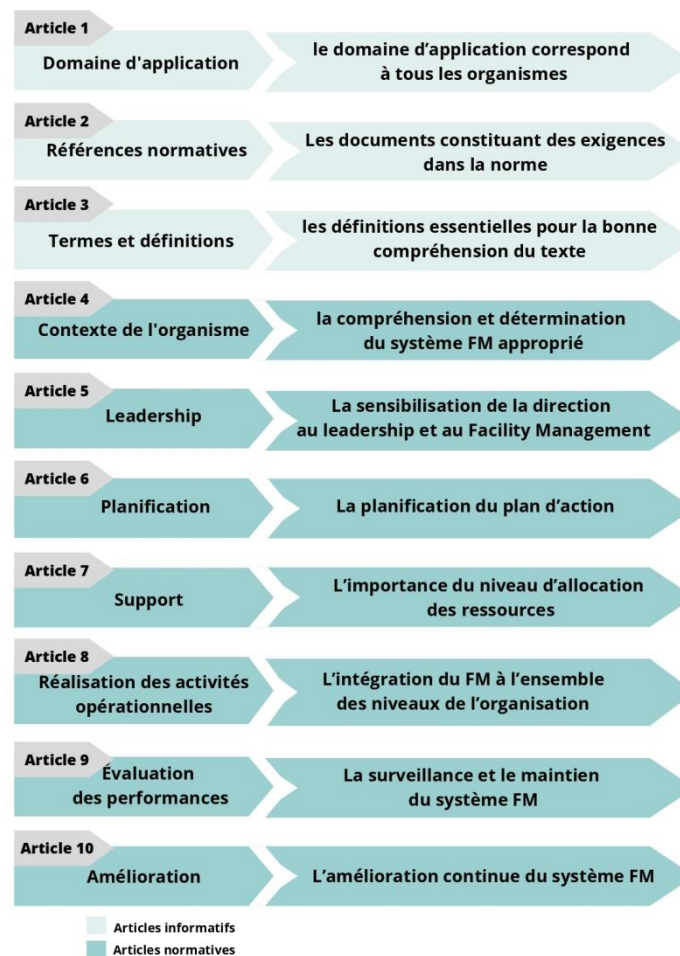 Article 1
Domaine d'application
le domaine d’application correspond
à tous les organismes
Article 2
Références normatives
Les documents constituant des exigences
dans la norme
Article 3
Termes et définitions
les définitions essentielles pour la bonne
compréhension du texte
Article 4
Contexte de l'organisme
la compréhension et détermination
du système FM approprié
Article 5
Leadership
La sensibilisation de la direction
au leadership et au Facility Management
Article 6
Planification
La planification du plan d’action
Article 7
Support
L’importance du niveau d’allocation
des ressources
Article 8
Réalisation des activités
opérationnelles
L’intégration du FM à l’ensemble
des niveaux de l’organisation
Article 9
Évaluation
des performances
La surveillance et le maintien
du système FM
Article 10
Amélioration
L’amélioration continue du système FM
Articles informatifs
Articles normatives